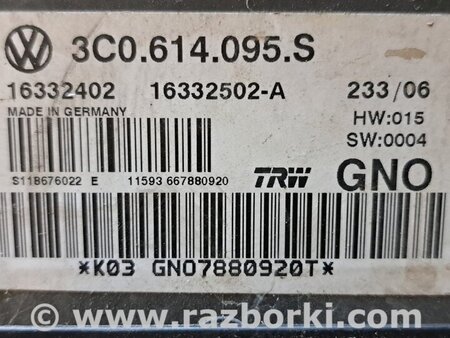 3C0.614.095.S
16332402 16332502-A 233/06
MADE IN GERMANY HW:015
SW:0004
S118676022 E 11593 667880920 TRW GNO
*K03 GNO7880920T*
www.razborki.com